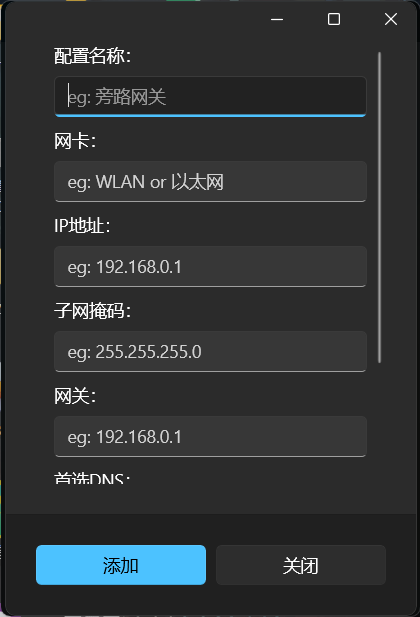 配置名称：
eg: 旁路网关
网卡：
eg: WLAN or 以太网
IP地址：
eg: 192.168.0.1
子网掩码：
eg: 255.255.255.0
网关：
eg: 192.168.0.1
首选DNS：
添加
关闭